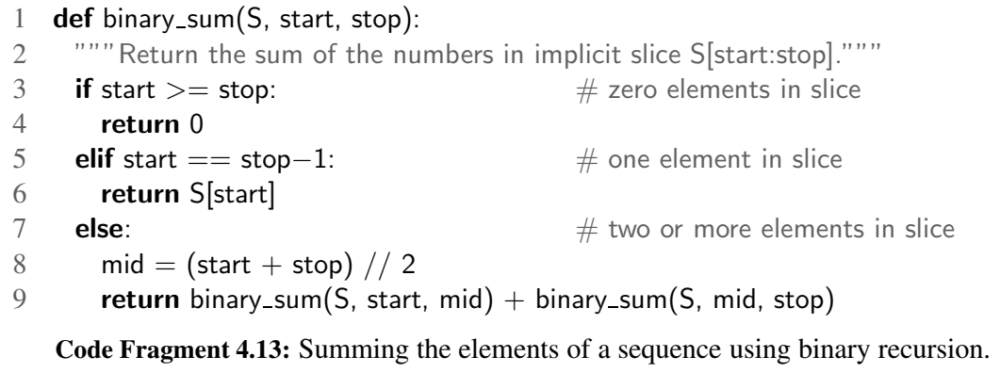 1 def binary_sum(S, start, stop):
2 """Return the sum of the numbers in implicit slice S[start:stop]."""
3 if start >= stop: # zero elements in slice
4 return 0
5 elif start == stop−1: # one element in slice
6 return S[start]
7 else: # two or more elements in slice
8 mid = (start + stop) // 2
9 return binary_sum(S, start, mid) + binary_sum(S, mid, stop)
Code Fragment 4.13: Summing the elements of a sequence using binary recursion.